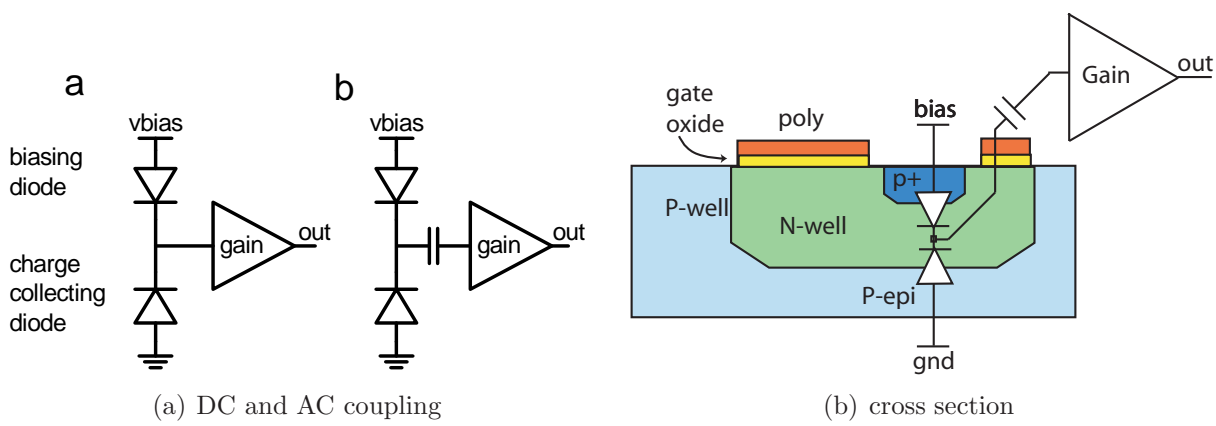 a
b
vbias
vbias
biasing
diode
gain
out
gain
out
charge
collecting
diode
(a) DC and AC coupling
Gain
out
gate
oxide
poly
bias
p+
P-well
N-well
P-epi
gnd
(b) cross section